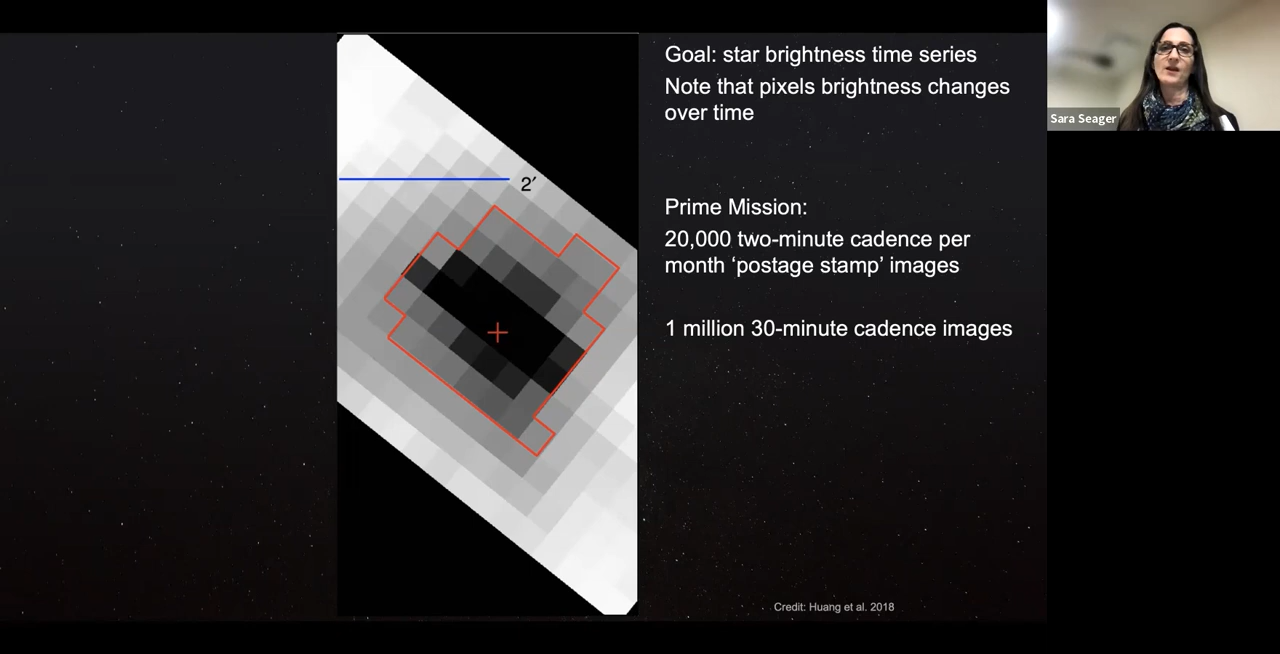 Goal: star brightness time series
Note that pixels brightness changes
over time
Sara Seager
2′
Prime Mission:
20,000 two-minute cadence per
month ‘postage stamp’ images
1 million 30-minute cadence images
Credit: Huang et al. 2018